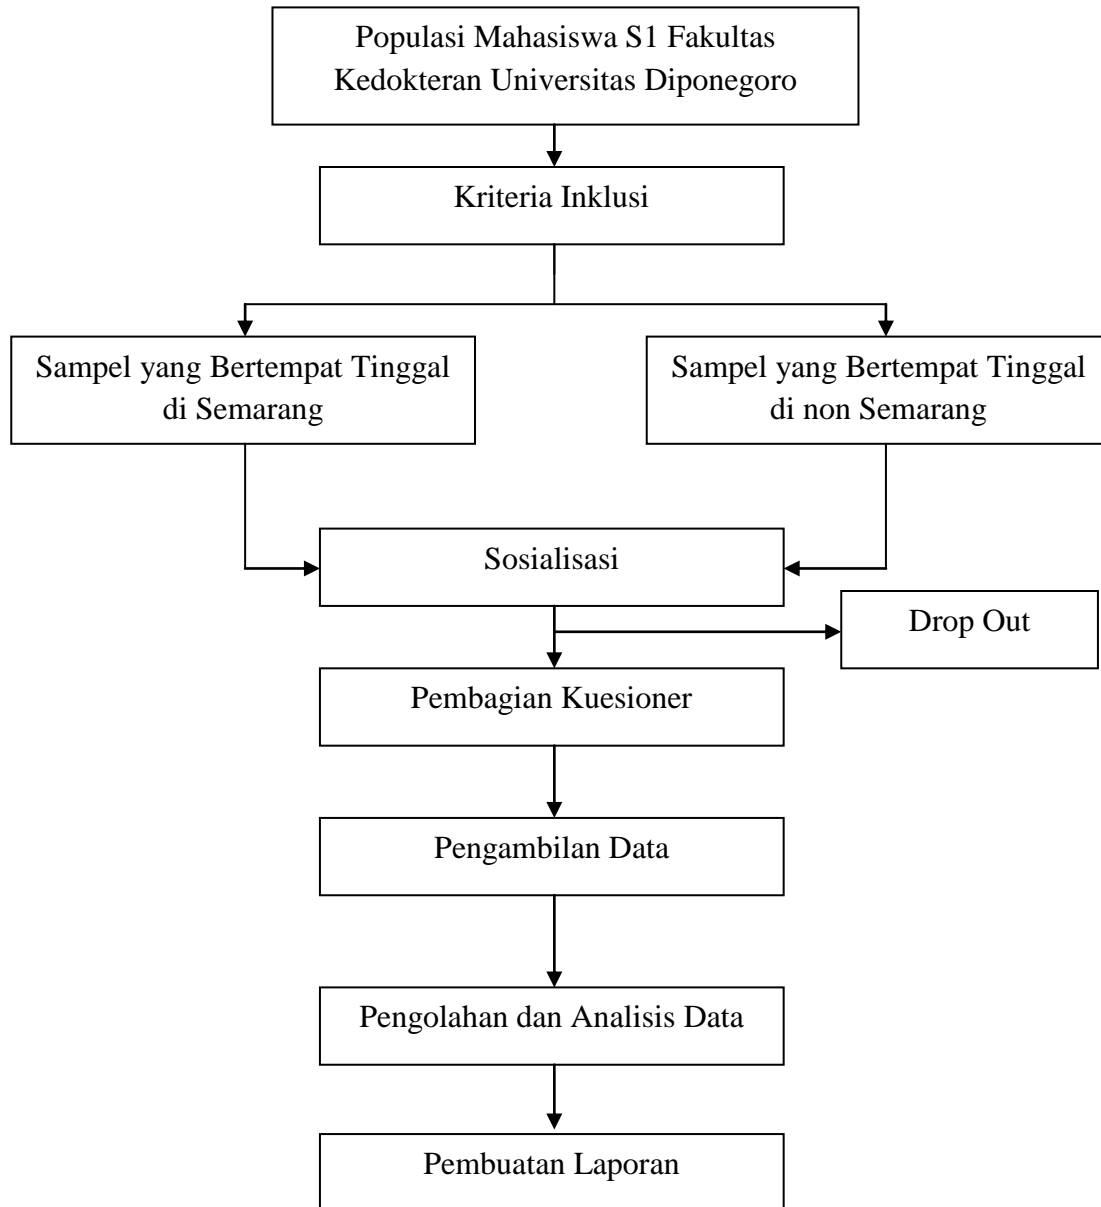 Populasi Mahasiswa S1 Fakultas
Kedokteran Universitas Diponegoro
Kriteria Inklusi
Sampel yang Bertempat Tinggal
di Semarang
Sampel yang Bertempat Tinggal
di non Semarang
Sosialisasi
Drop Out
Pembagian Kuesioner
Pengambilan Data
Pengolahan dan Analisis Data
Pembuatan Laporan